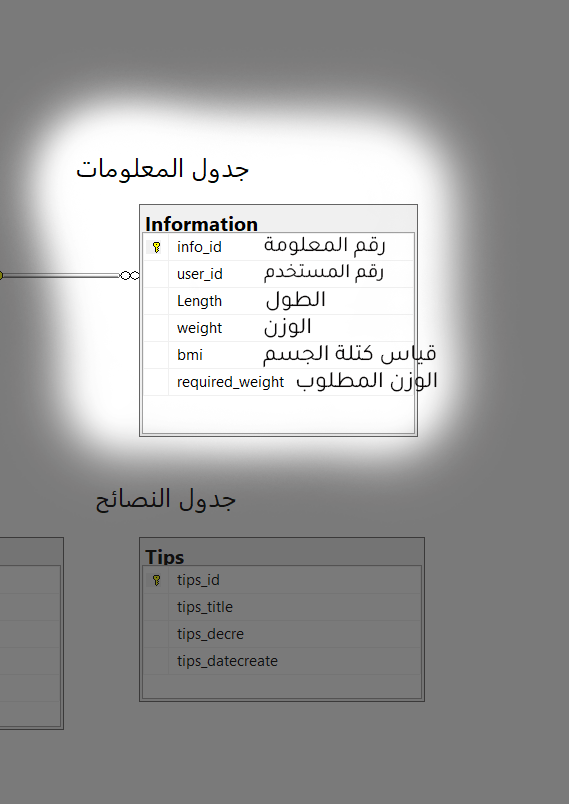 جدول المعلومات
Information
info_id رقم المعلومة
user_id رقم المستخدم
Length الطول
weight الوزن
bmi قياس كتلة الجسم
required_weight الوزن المطلوب
جدول النصائح
Tips
tips_id
tips_title
tips_decre
tips_datecreate